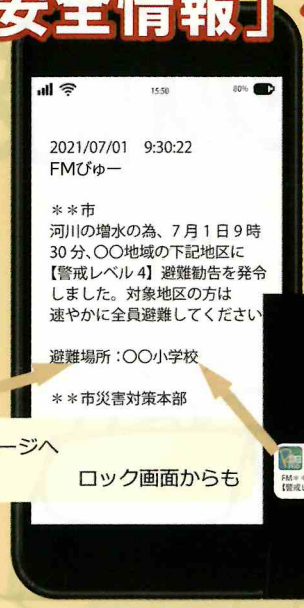 安全情報」
15:50
80%
2021/07/01 9:30:22
FMびゅー
＊＊市
河川の増水の為、7月1日9時
30分、〇〇地域の下記地区に
【警戒レベル4】避難勧告を発令
しました。対象地区の方は
速やかに全員避難してください
避難場所：〇〇小学校
＊＊市災害対策本部
ージへ
ロック画面からも
FM＊＊
【警戒レ